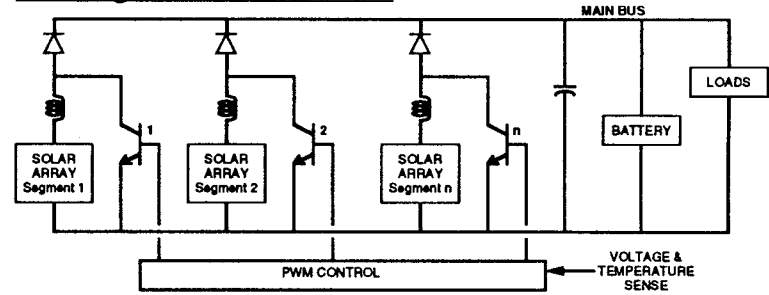 MAIN BUS
LOADS
1
2
n
BATTERY
SOLAR
ARRAY
Segment 1
SOLAR
ARRAY
Segment 2
SOLAR
ARRAY
Segment n
PWM CONTROL
VOLTAGE &
TEMPERATURE
SENSE